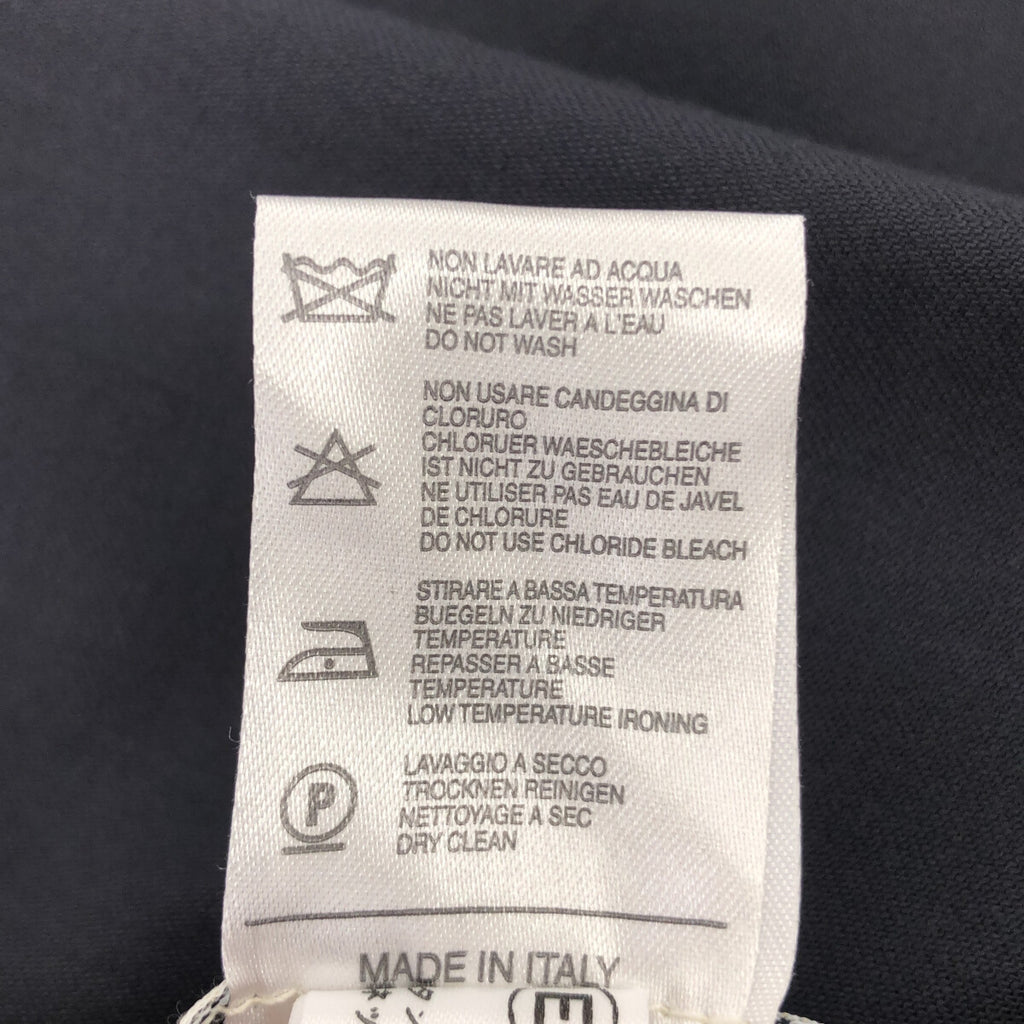 NON LAVARE AD ACQUA
NICHT MIT WASSER WASCHEN
NE PAS LAVER A L'EAU
DO NOT WASH
NON USARE CANDEGGINA DI
CLORURO
CHLORUER WAESCHEBLEICHE
IST NICHT ZU GEBRAUCHEN
NE UTILISER PAS EAU DE JAVEL
DE CHLORURE
DO NOT USE CHLORIDE BLEACH
STIRARE A BASSA TEMPERATURA
BUEGELN ZU NIEDRIGER
TEMPERATURE
REPASSER A BASSE
TEMPERATURE
LOW TEMPERATURE IRONING
P
LAVAGGIO A SECCO
TROCKNEN REINIGEN
NETTOYAGE A SEC
DRY CLEAN
MADE IN ITALY